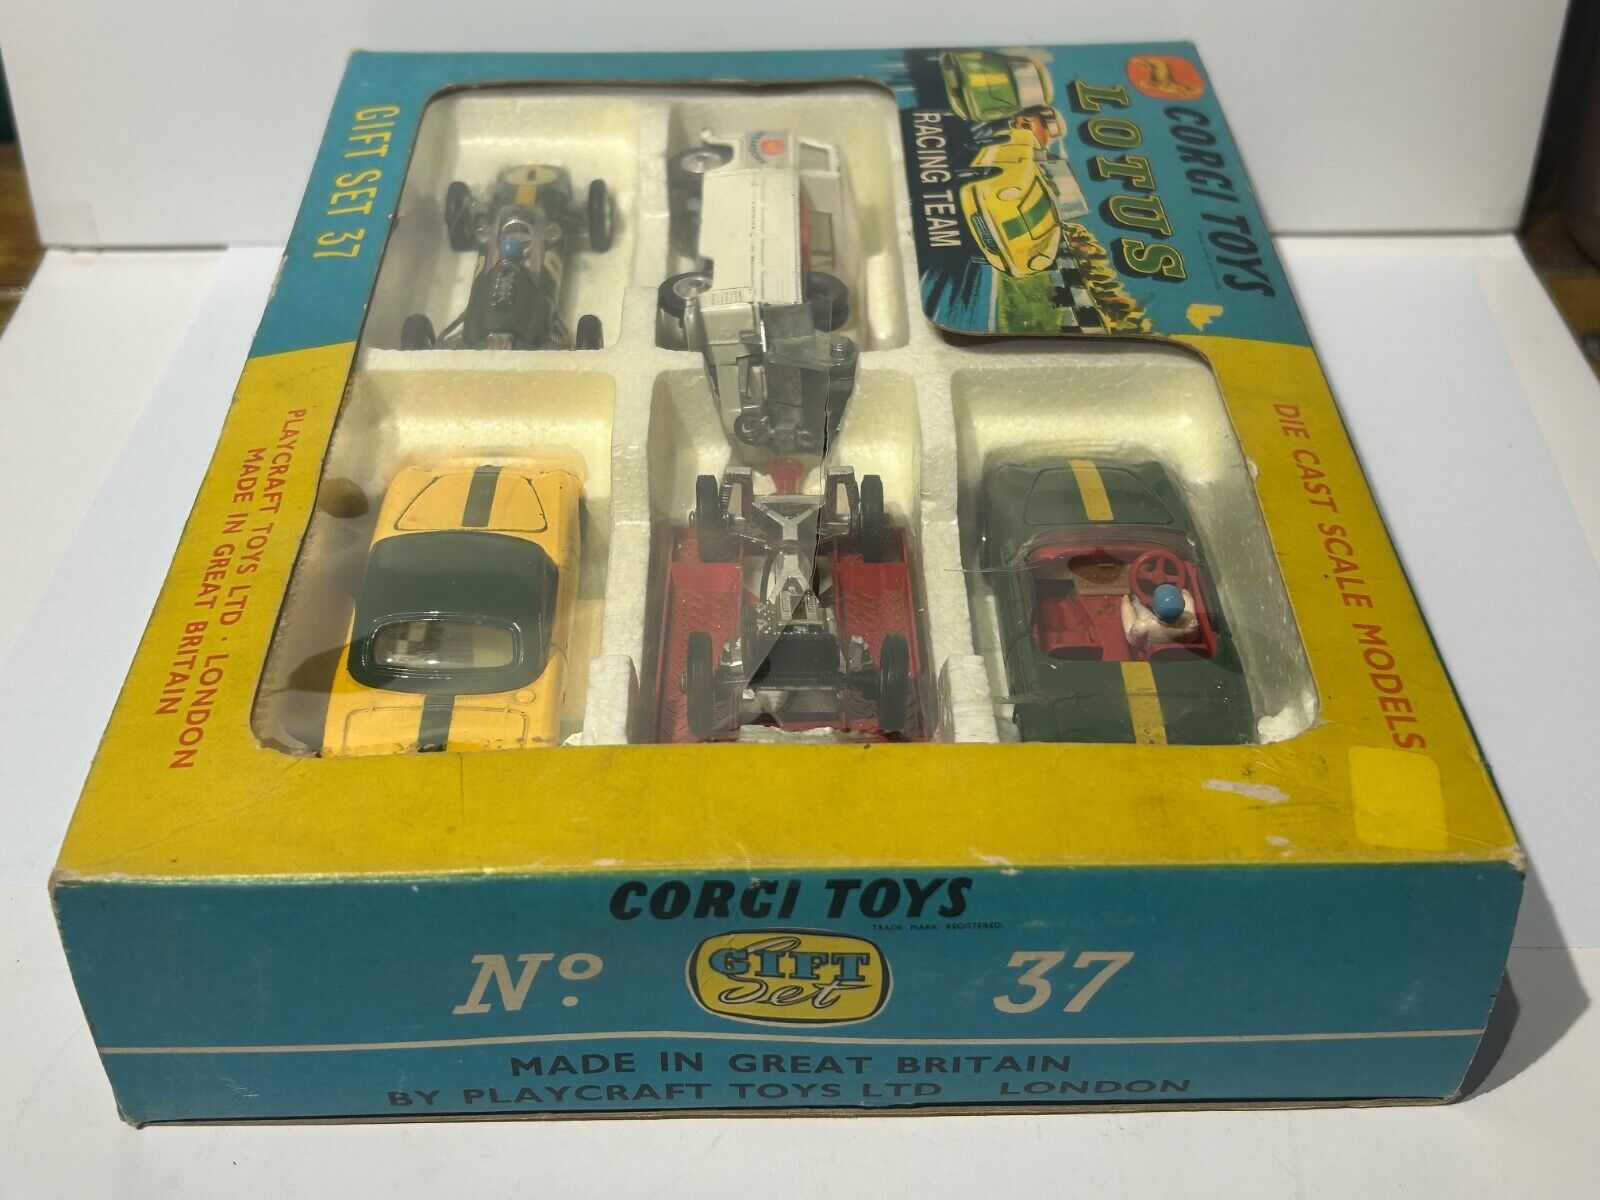 CORGI TOYS
LOTUS
RACING TEAM
GIFT SET 37
1
PLAYCRAFT TOYS LTD · LONDON
MADE IN GREAT BRITAIN
DIE CAST SCALE MODELS
CORGI TOYS
TRADE MARK REGISTERED
No. GIFT Set 37
MADE IN GREAT BRITAIN
BY PLAYCRAFT TOYS LTD LONDON